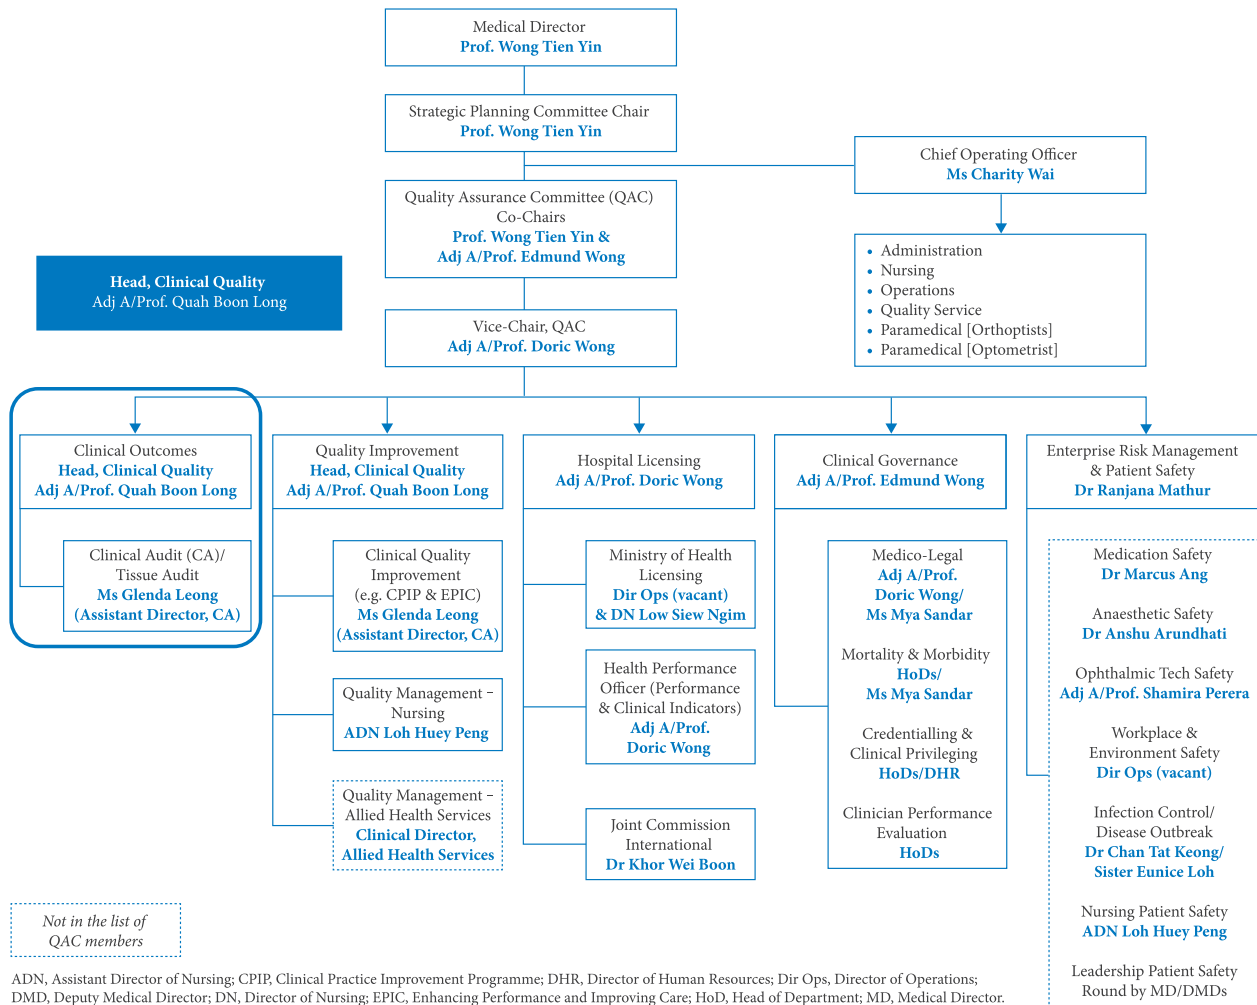 Medical Director
Prof. Wong Tien Yin
Strategic Planning Committee Chair
Prof. Wong Tien Yin
Chief Operating Officer
Ms Charity Wai
Quality Assurance Committee (QAC)
Co-Chairs
Prof. Wong Tien Yin &
Adj A/Prof. Edmund Wong
• Administration
• Nursing
• Operations
• Quality Service
• Paramedical [Orthoptists]
• Paramedical [Optometrist]
Head, Clinical Quality
Adj A/Prof. Quah Boon Long
Vice-Chair, QAC
Adj A/Prof. Doric Wong
Clinical Outcomes
Head, Clinical Quality
Adj A/Prof. Quah Boon Long
Clinical Audit (CA)/
Tissue Audit
Ms Glenda Leong
(Assistant Director, CA)
Quality Improvement
Head, Clinical Quality
Adj A/Prof. Quah Boon Long
Clinical Quality
Improvement
(e.g. CPIP & EPIC)
Ms Glenda Leong
(Assistant Director, CA)
Quality Management –
Nursing
ADN Loh Huey Peng
Quality Management –
Allied Health Services
Clinical Director,
Allied Health Services
Hospital Licensing
Adj A/Prof. Doric Wong
Ministry of Health
Licensing
Dir Ops (vacant)
& DN Low Siew Ngim
Health Performance
Officer (Performance
& Clinical Indicators)
Adj A/Prof.
Doric Wong
Joint Commission
International
Dr Khor Wei Boon
Clinical Governance
Adj A/Prof. Edmund Wong
Medico-Legal
Adj A/Prof.
Doric Wong/
Ms Mya Sandar
Mortality & Morbidity
HoDs/
Ms Mya Sandar
Credentialling &
Clinical Privileging
HoDs/DHR
Clinician Performance
Evaluation
HoDs
Enterprise Risk Management
& Patient Safety
Dr Ranjana Mathur
Medication Safety
Dr Marcus Ang
Anaesthetic Safety
Dr Anshu Arundhati
Ophthalmic Tech Safety
Adj A/Prof. Shamira Perera
Workplace &
Environment Safety
Dir Ops (vacant)
Infection Control/
Disease Outbreak
Dr Chan Tat Keong/
Sister Eunice Loh
Nursing Patient Safety
ADN Loh Huey Peng
Leadership Patient Safety
Round by MD/DMDs
Not in the list of
QAC members
ADN, Assistant Director of Nursing; CPIP, Clinical Practice Improvement Programme; DHR, Director of Human Resources; Dir Ops, Director of Operations;
DMD, Deputy Medical Director; DN, Director of Nursing; EPIC, Enhancing Performance and Improving Care; HoD, Head of Department; MD, Medical Director.